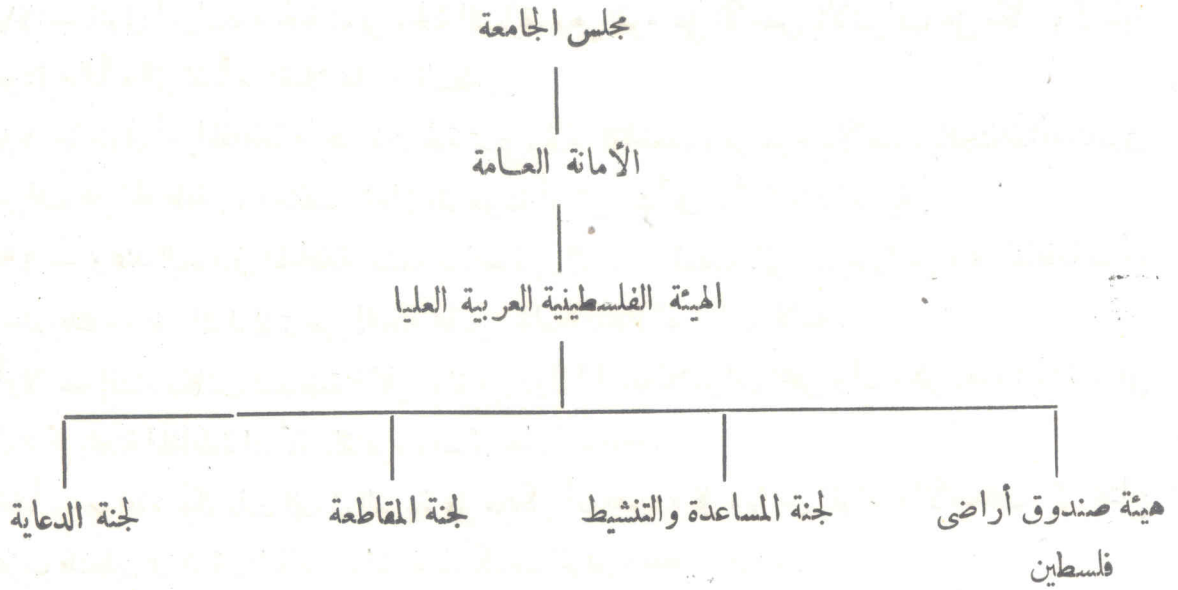 مجلس الجامعة
الأمانة العامة
الهيئة الفلسطينية العربية العليا
هيئة صندوق أراضى
فلسطين
لجنة المساعدة والتنشيط
لجنة المقاطعة
لجنة الدعاية